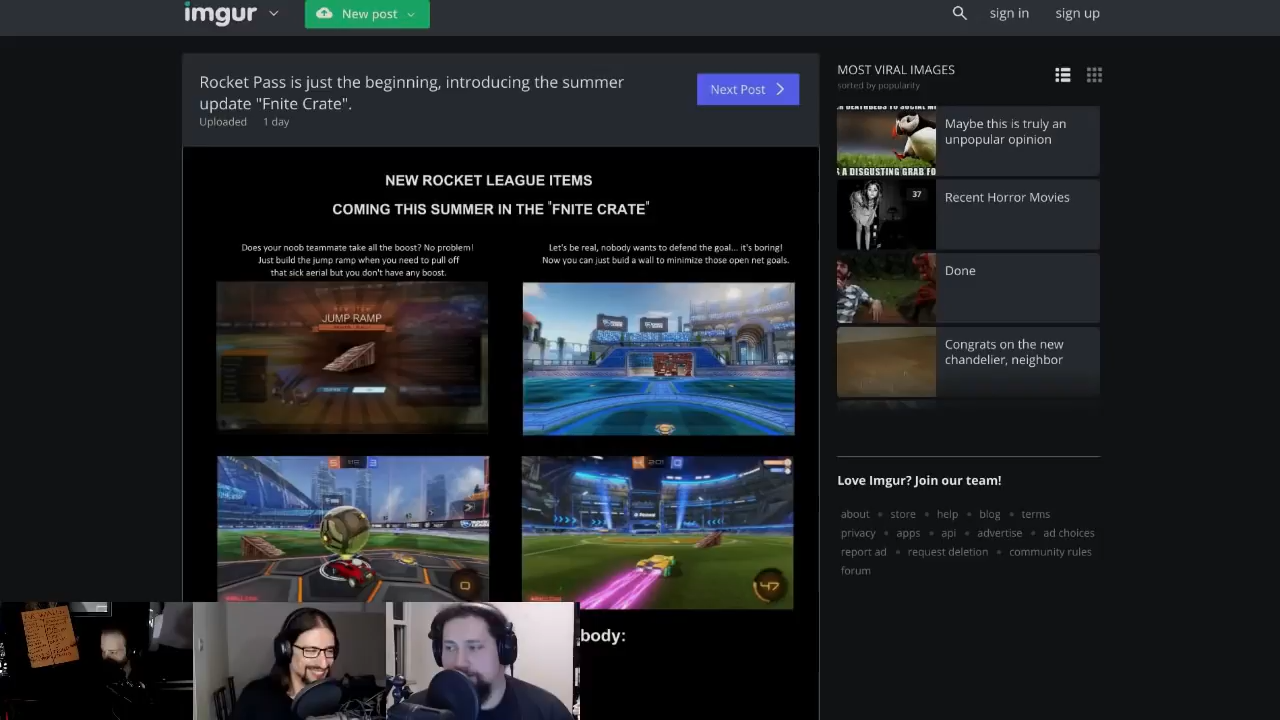 imgur
New post
sign in
sign up
Rocket Pass is just the beginning, introducing the summer
update "Fnite Crate".
Uploaded 1 day
Next Post
NEW ROCKET LEAGUE ITEMS
COMING THIS SUMMER IN THE "FNITE CRATE"
Does your noob teammate take all the boost? No problem!
Just build the jump ramp when you need to pull off
that sick aerial but you don't have any boost.
Let's be real, nobody wants to defend the goal... it's boring!
Now you can just buid a wall to minimize those open net goals.
JUMP RAMP
0
47
body:
MOST VIRAL IMAGES
sorted by popularity
Maybe this is truly an
unpopular opinion
A DISGUSTING GRAB FO
37
Recent Horror Movies
Done
Congrats on the new
chandelier, neighbor
Love Imgur? Join our team!
about • store • help • blog • terms
privacy • apps • api • advertise • ad choices
report ad • request deletion • community rules
forum